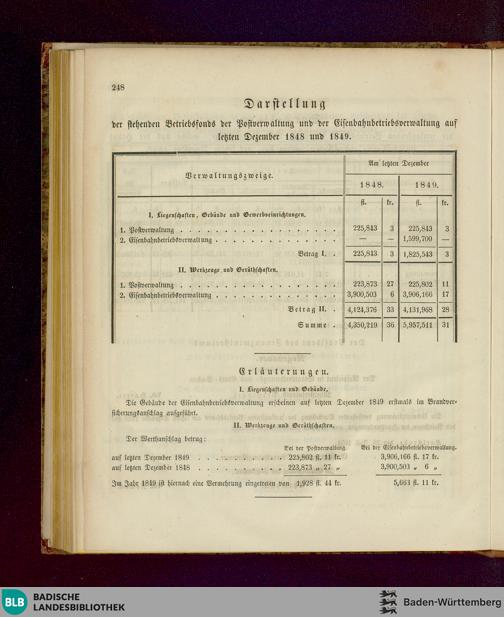 248
Darstellung
der stehenden Betriebsfonds der Postverwaltung und der Eisenbahnbetriebsverwaltung auf
letzten Dezember 1848 und 1849.
Verwaltungszweige.
Am letzten Dezember
1848. 1849.
fl. kr. fl. kr.
I. Liegenschaften, Gebäude und Gewerbseinrichtungen.
1. Postverwaltung . . . . . . . . . . . . . . . . 225,843 3 225,843 3
2. Eisenbahnbetriebsverwaltung . . . . . . . . . . . . — — 1,599,700 —
Betrag I. . 225,843 3 1,825,543 3
II. Werkzeuge und Geräthschaften.
1. Postverwaltung . . . . . . . . . . . . . . . . 223,873 27 225,802 11
2. Eisenbahnbetriebsverwaltung . . . . . . . . . . . . 3,900,503 6 3,906,166 17
Betrag II. . 4,124,376 33 4,131,968 28
Summe . 4,350,219 36 5,957,511 31
Erläuterungen.
I. Liegenschaften und Gebäude.
Die Gebäude der Eisenbahnbetriebsverwaltung erscheinen auf letzten Dezember 1849 erstmals im Brandver-
sicherungsanschlag aufgeführt.
II. Werkzeuge und Geräthschaften.
Der Werthanschlag betrug:
Bei der Postverwaltung. Bei der Eisenbahnbetriebsverwaltung.
auf letzten Dezember 1849 . . . . . . . . . 225,802 fl. 11 kr. 3,906,166 fl. 17 kr.
auf letzten Dezember 1848 . . . . . . . . „ 223,873 „ 27 „ 3,900,503 „ 6 „
Im Jahr 1849 ist hiernach eine Vermehrung eingetreten von 1,928 fl. 44 kr. 5,663 fl. 11 kr.
BLB
BADISCHE
LANDESBIBLIOTHEK
Baden-Württemberg